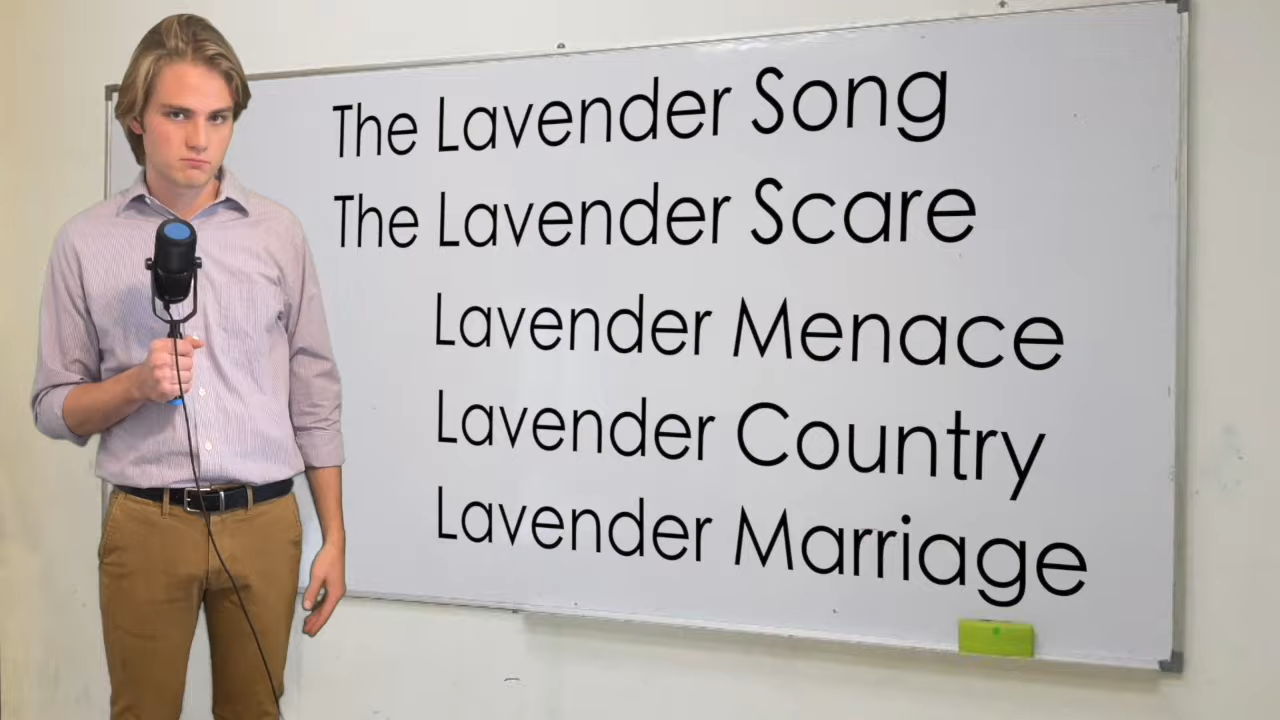 The Lavender Song
The Lavender Scare
Lavender Menace
Lavender Country
Lavender Marriage